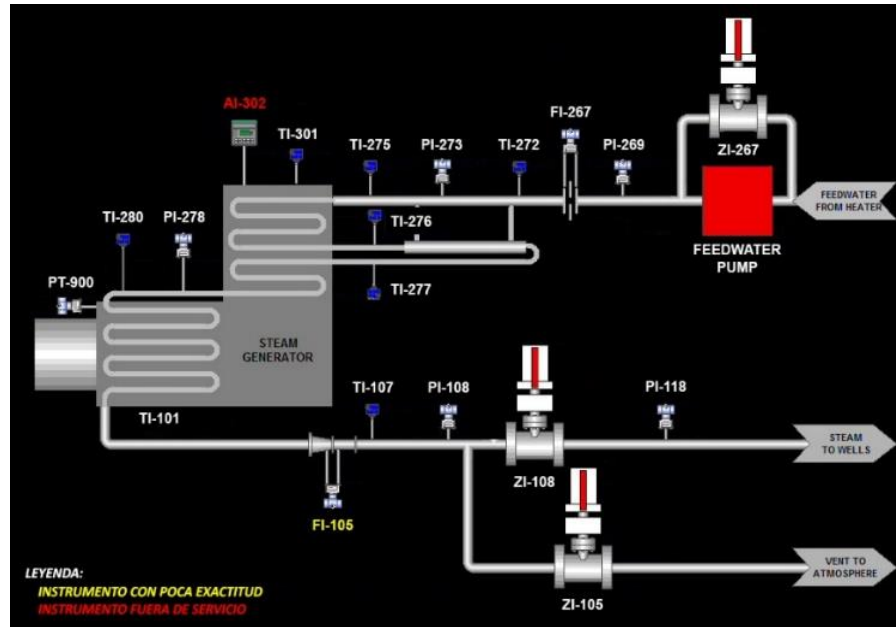 AI-302
TI-301
TI-275
PI-273
TI-272
FI-267
PI-269
ZI-267
FEEDWATER
FROM HEATER
FEEDWATER
PUMP
TI-276
TI-277
TI-280
PI-278
PT-900
STEAM
GENERATOR
TI-101
TI-107
PI-108
PI-118
ZI-108
STEAM
TO WELLS
FI-105
ZI-105
VENT TO
ATMOSPHERE
LEYENDA:
INSTRUMENTO CON POCA EXACTITUD
INSTRUMENTO FUERA DE SERVICIO